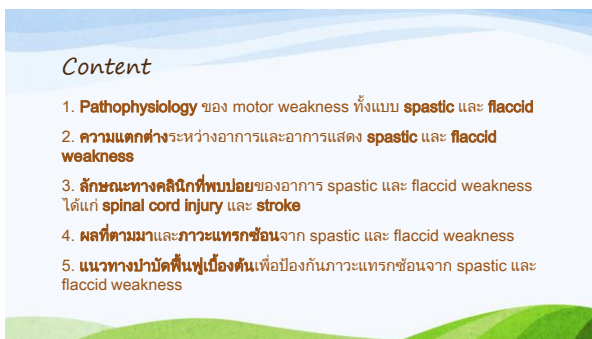 Content
1. Pathophysiology ของ motor weakness ทั้งแบบ spastic และ flaccid
2. ความแตกต่างระหว่างอาการและอาการแสดง spastic และ flaccid
weakness
3. ลักษณะทางคลินิกที่พบบ่อยของอาการ spastic และ flaccid weakness
ได้แก่ spinal cord injury และ stroke
4. ผลที่ตามมาและภาวะแทรกซ้อนจาก spastic และ flaccid weakness
5. แนวทางบำบัดฟื้นฟูเบื้องต้นเพื่อป้องกันภาวะแทรกซ้อนจาก spastic และ
flaccid weakness